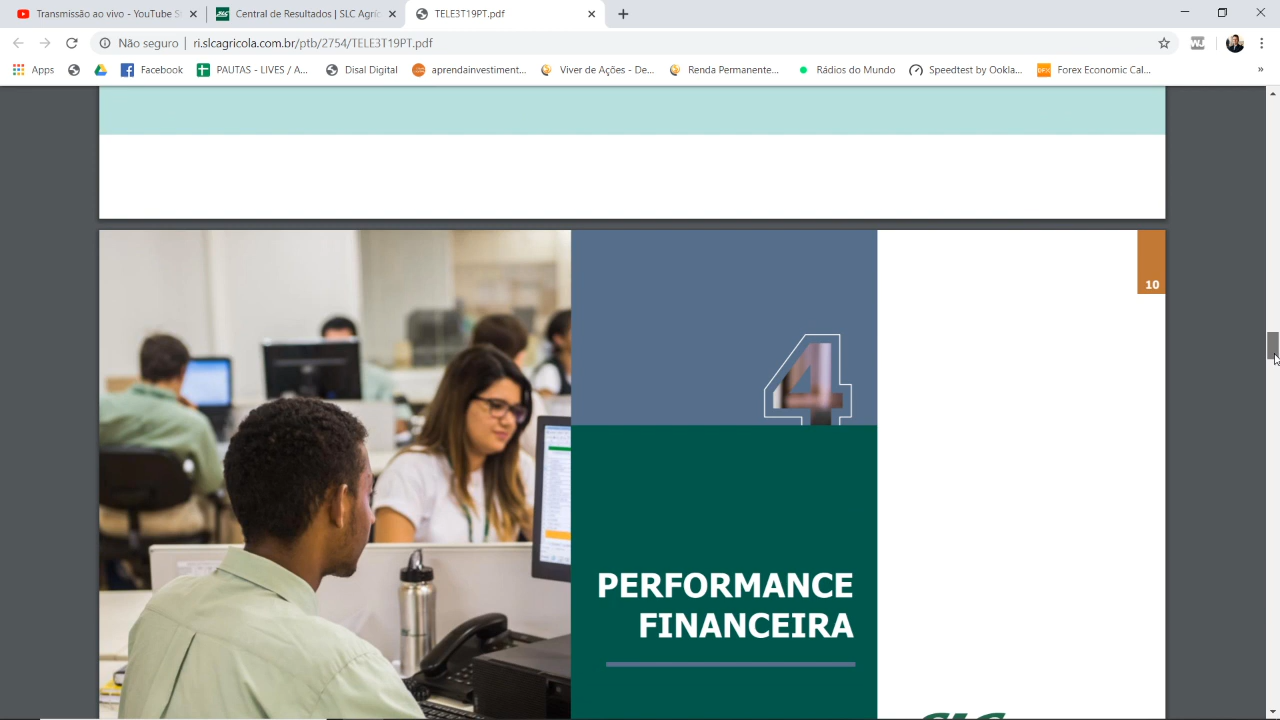 Transmissão ao vivo - YouTube S
Central de Resultados | SLC Agríc
TELE3T19PT.pdf
Não seguro | ri.slcagricola.com.br/ptb/2754/TELE3T19PT.pdf
Apps
Facebook
PAUTAS - LIVES / A...
Disal Digital
aprendainvestiment...
Viver de Ações - De...
Renda Permanente...
Rádios do Mundo
Speedtest by Ookla...
Forex Economic Cal...
»
10
4
PERFORMANCE
FINANCEIRA
SLC